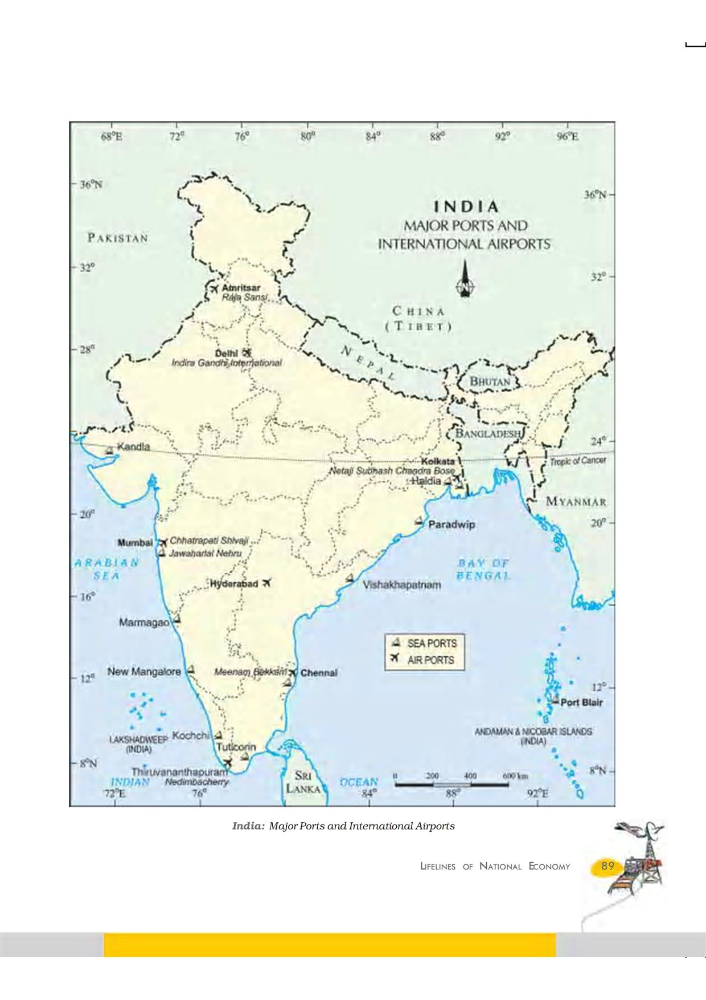 68°E 72° 76° 80° 84° 88° 92° 96°E
36°N
36°N
INDIA
MAJOR PORTS AND
INTERNATIONAL AIRPORTS
PAKISTAN
32°
32°
Amritsar
Raja Sansi
CHINA
(TIBET)
28°
Delhi
Indira Gandhi International
NEPAL
BHUTAN
BANGLADESH
24°
Kandla
Tropic of Cancer
Kolkata
Netaji Subhash Chandra Bose
Haldia
MYANMAR
20°
20°
Paradwip
Mumbai
Chhatrapati Shivaji
Jawaharlal Nehru
ARABIAN
SEA
BAY OF
BENGAL
Hyderabad
Vishakhapatnam
16°
Marmagao
SEA PORTS
AIR PORTS
New Mangalore
Meenam Bakkam
Chennai
12°
12°
Port Blair
LAKSHADWEEP
(INDIA)
Kochchi
Tuticorin
ANDAMAN & NICOBAR ISLANDS
(INDIA)
8°N
8°N
Thiruvananthapuram
Nedimbacherry
INDIAN
OCEAN
SRI
LANKA
0 200 400 600 km
72°E 76° 84° 88° 92°E
India: Major Ports and International Airports
LIFELINES OF NATIONAL ECONOMY 89